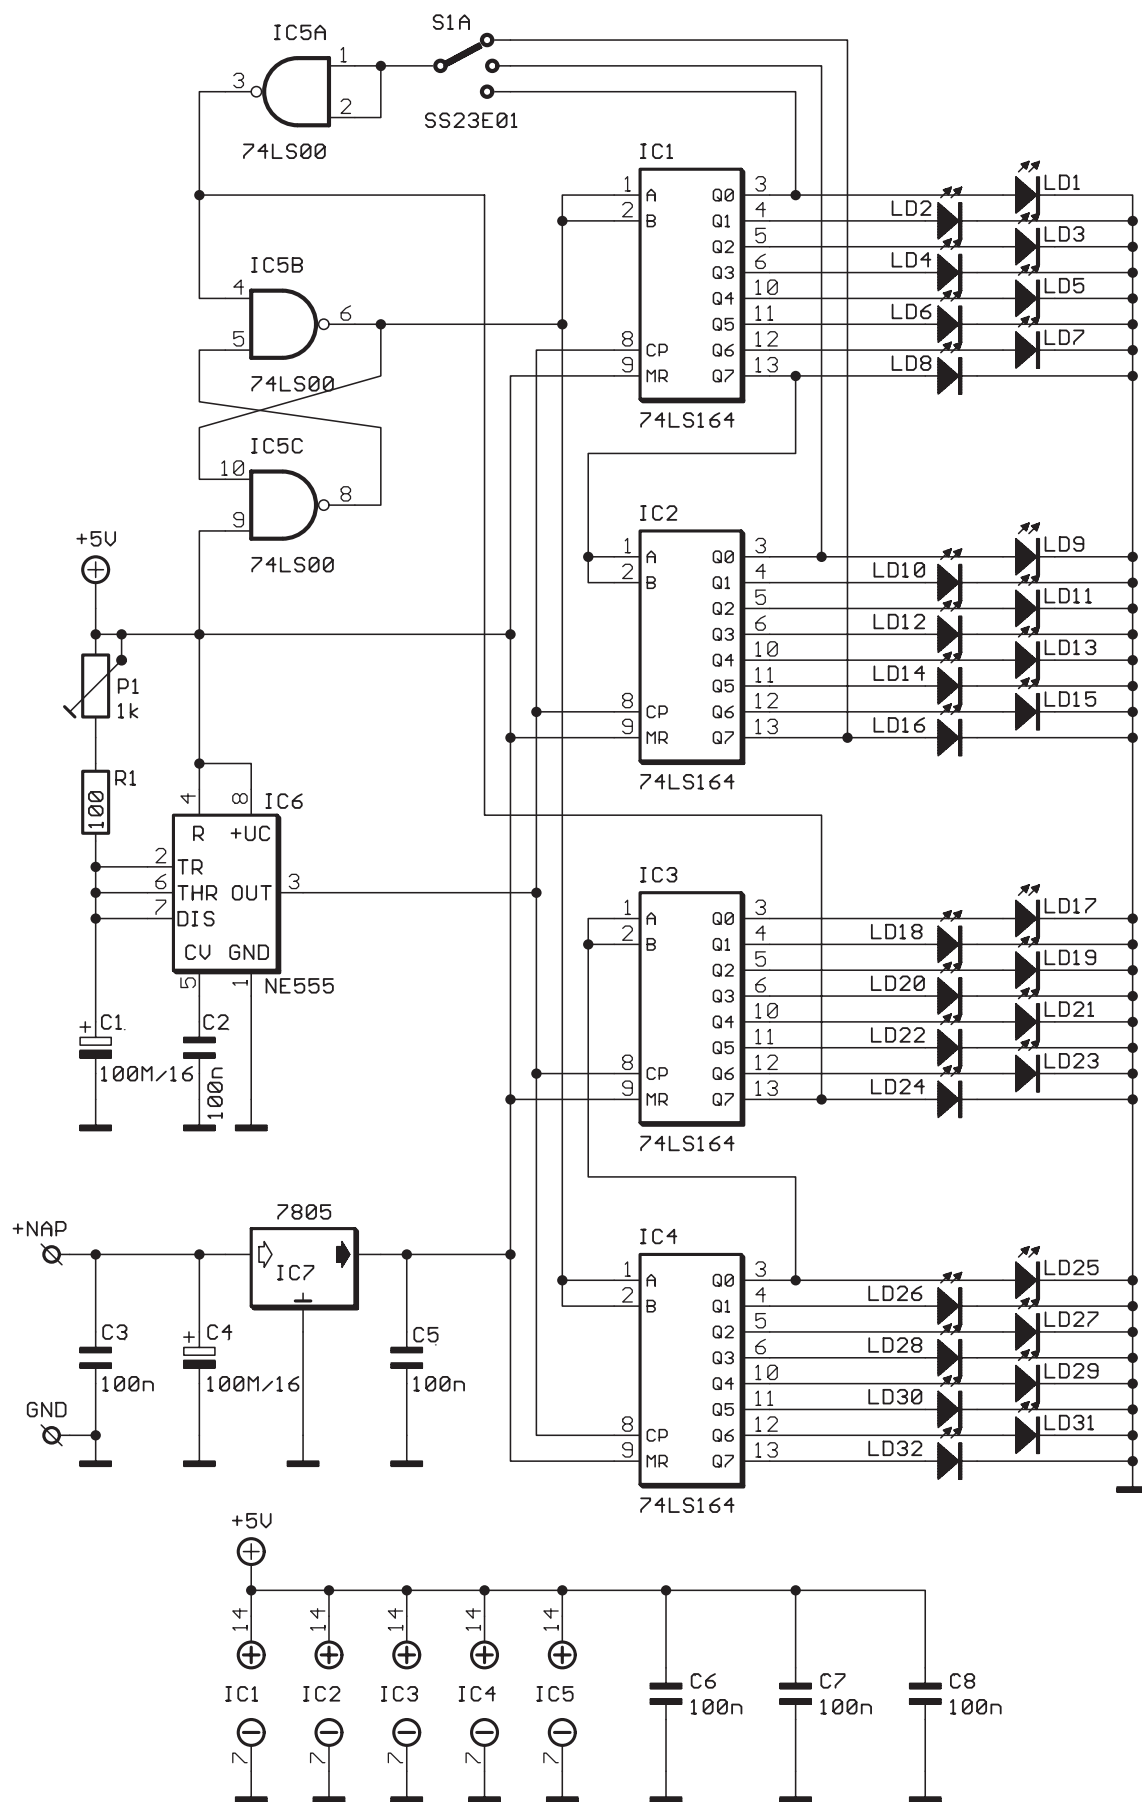 S1A
IC5A
1
3
2
SS23E01
74LS00
IC1
1 A Q0 3 LD1
2 B Q1 4 LD2
Q2 5 LD3
Q3 6 LD4
Q4 10 LD5
Q5 11 LD6
8 CP Q6 12 LD7
9 MR Q7 13 LD8
74LS164
IC5B
4
6
5
74LS00
IC5C
10
8
9
74LS00
IC2
1 A Q0 3 LD9
2 B Q1 4 LD10
Q2 5 LD11
Q3 6 LD12
Q4 10 LD13
Q5 11 LD14
8 CP Q6 12 LD15
9 MR Q7 13 LD16
74LS164
+5V
P1
1k
R1
100
4 8 IC6
R +UC
2 TR
6 THR OUT 3
7 DIS
CV GND
5 1 NE555
+ C1
100M/16
C2
100n
IC3
1 A Q0 3 LD17
2 B Q1 4 LD18
Q2 5 LD19
Q3 6 LD20
Q4 10 LD21
Q5 11 LD22
8 CP Q6 12 LD23
9 MR Q7 13 LD24
74LS164
+NAP
7805
IC7
C3
100n
+ C4
100M/16
C5
100n
GND
IC4
1 A Q0 3 LD25
2 B Q1 4 LD26
Q2 5 LD27
Q3 6 LD28
Q4 10 LD29
Q5 11 LD30
8 CP Q6 12 LD31
9 MR Q7 13 LD32
74LS164
+5V
14 14 14 14 14
IC1 IC2 IC3 IC4 IC5
7 7 7 7 7
C6 C7 C8
100n 100n 100n